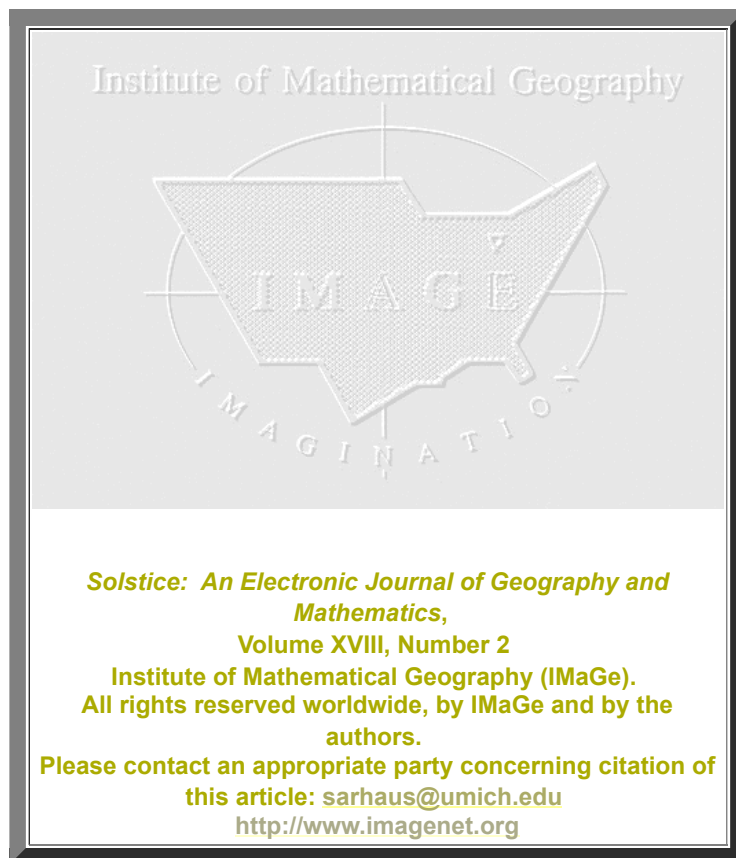 Institute of Mathematical Geography
IMAGE
IMAGINATION
Solstice: An Electronic Journal of Geography and
Mathematics,
Volume XVIII, Number 2
Institute of Mathematical Geography (IMaGe).
All rights reserved worldwide, by IMaGe and by the
authors.
Please contact an appropriate party concerning citation of
this article: sarhaus@umich.edu
http://www.imagenet.org